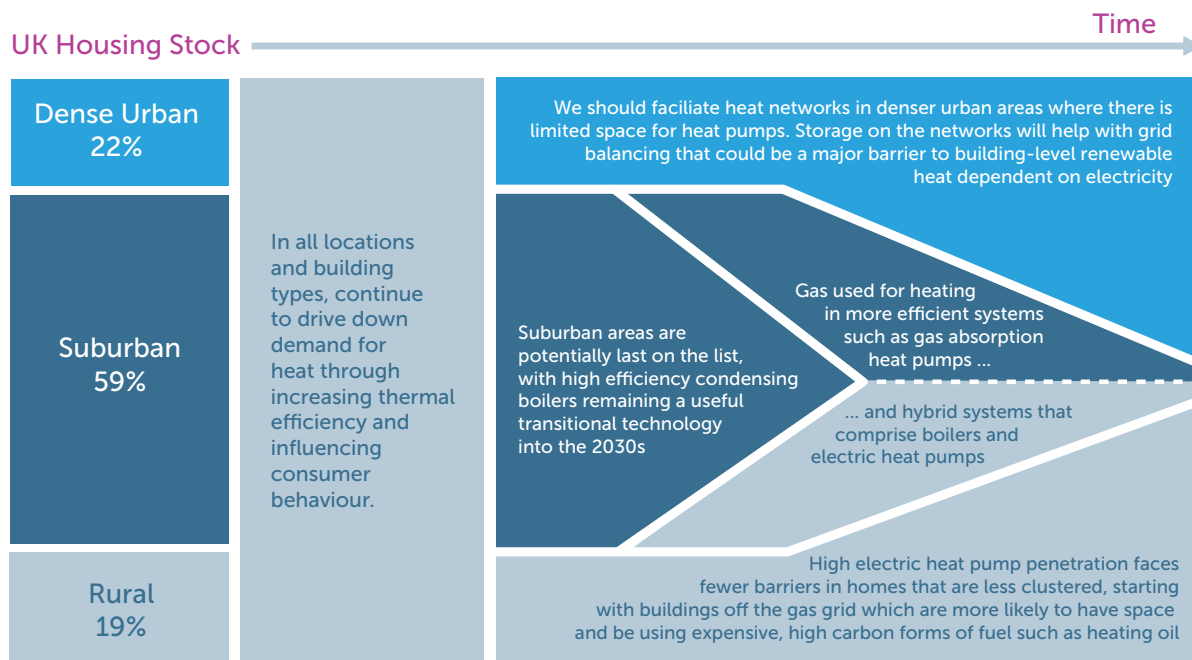 UK Housing Stock
Time
Dense Urban
22%
Suburban
59%
Rural
19%
In all locations
and building
types, continue
to drive down
demand for
heat through
increasing thermal
efficiency and
influencing
consumer
behaviour.
We should faciliate heat networks in denser urban areas where there is
limited space for heat pumps. Storage on the networks will help with grid
balancing that could be a major barrier to building-level renewable
heat dependent on electricity
Suburban areas are
potentially last on the list,
with high efficiency condensing
boilers remaining a useful
transitional technology
into the 2030s
Gas used for heating
in more efficient systems
such as gas absorption
heat pumps ...
... and hybrid systems that
comprise boilers and
electric heat pumps
High electric heat pump penetration faces
fewer barriers in homes that are less clustered, starting
with buildings off the gas grid which are more likely to have space
and be using expensive, high carbon forms of fuel such as heating oil